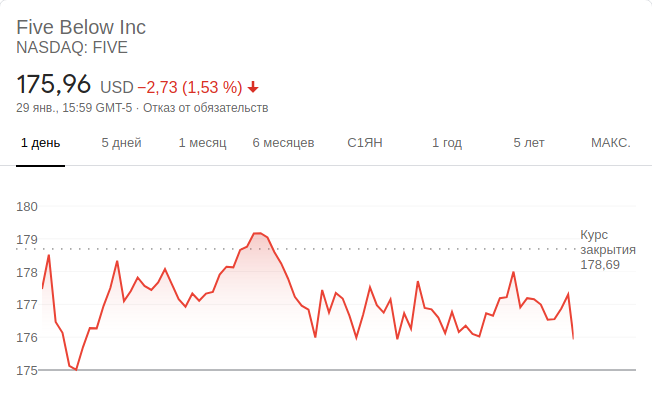 Five Below Inc
NASDAQ: FIVE
175,96 USD −2,73 (1,53 %)
29 янв., 15:59 GMT-5 · Отказ от обязательств
1 день 5 дней 1 месяц 6 месяцев С1ЯН 1 год 5 лет МАКС.
180
179
178
177
176
175
Курс
закрытия
178,69